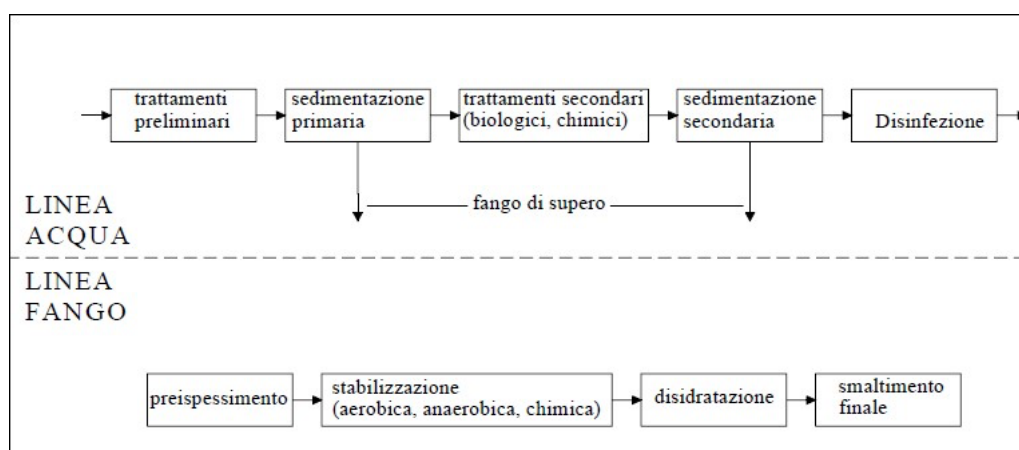 trattamenti
preliminari
sedimentazione
primaria
trattamenti secondari
(biologici, chimici)
sedimentazione
secondaria
Disinfezione
fango di supero
LINEA
ACQUA
LINEA
FANGO
preispessimento
stabilizzazione
(aerobica, anaerobica, chimica)
disidratazione
smaltimento
finale